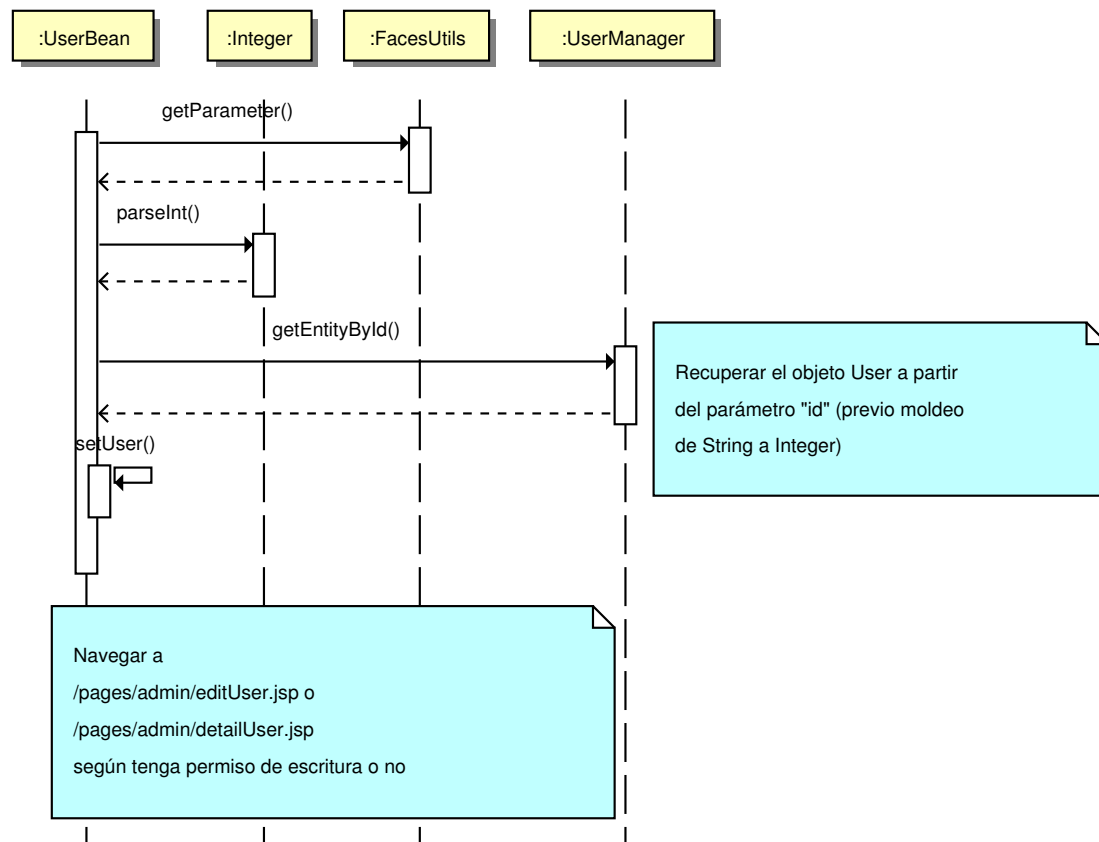 :UserBean
:Integer
:FacesUtils
:UserManager
getParameter()
parseInt()
getEntityById()
Recuperar el objeto User a partir
del parámetro "id" (previo moldeo
de String a Integer)
setUser()
Navegar a
/pages/admin/editUser.jsp o
/pages/admin/detailUser.jsp
según tenga permiso de escritura o no